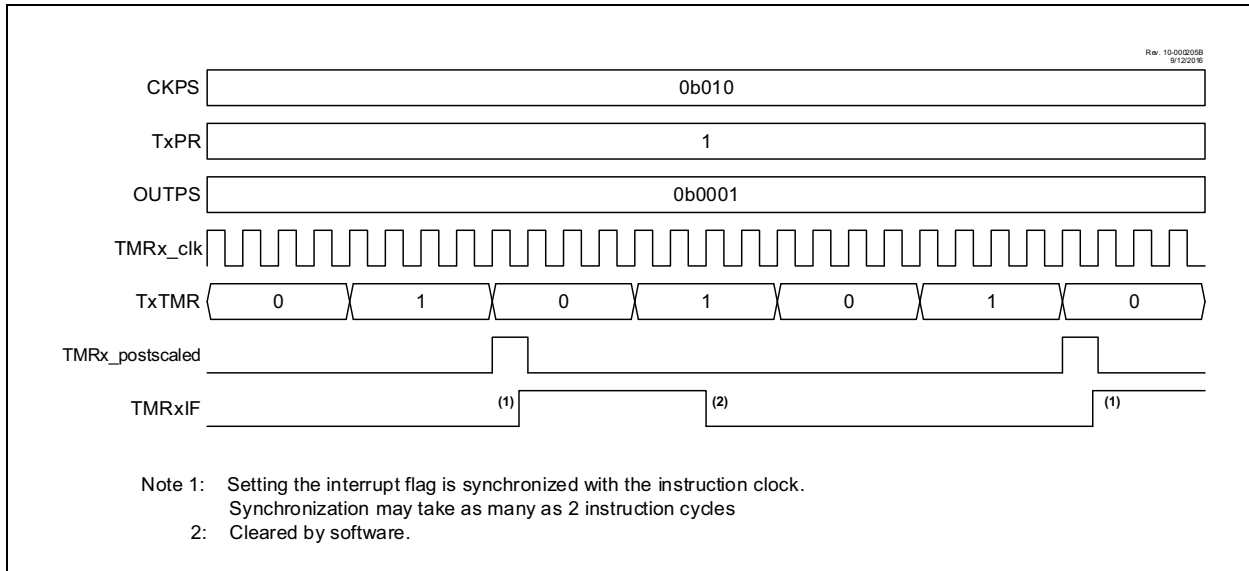 Rev. 10-000205B
9/12/2016
CKPS 0b010
TxPR 1
OUTPS 0b0001
TMRx_clk
TxTMR 0 1 0 1 0 1 0
TMRx_postscaled
TMRxIF (1) (2) (1)
Note 1: Setting the interrupt flag is synchronized with the instruction clock.
Synchronization may take as many as 2 instruction cycles
2: Cleared by software.